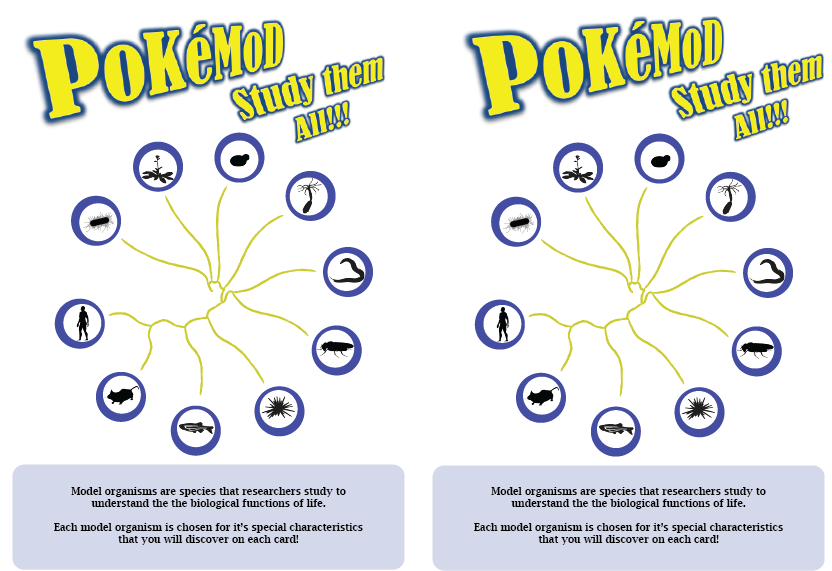 PoKéMoD
Study them
All!!!
Model organisms are species that researchers study to
understand the the biological functions of life.
Each model organism is chosen for it's special characteristics
that you will discover on each card!
PoKéMoD
Study them
All!!!
Model organisms are species that researchers study to
understand the the biological functions of life.
Each model organism is chosen for it's special characteristics
that you will discover on each card!